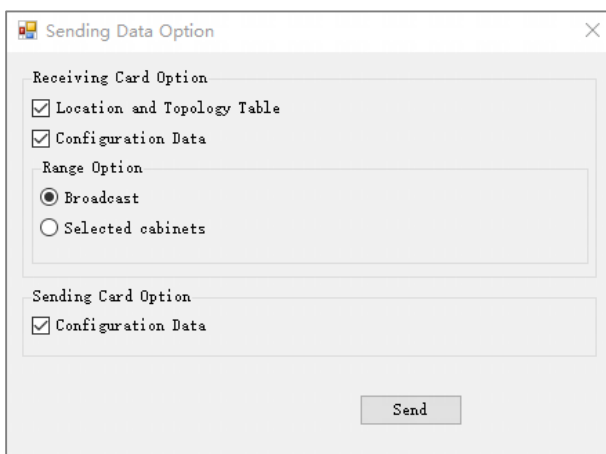 Sending Data Option
Receiving Card Option
Location and Topology Table
Configuration Data
Range Option
Broadcast
Selected cabinets
Sending Card Option
Configuration Data
Send